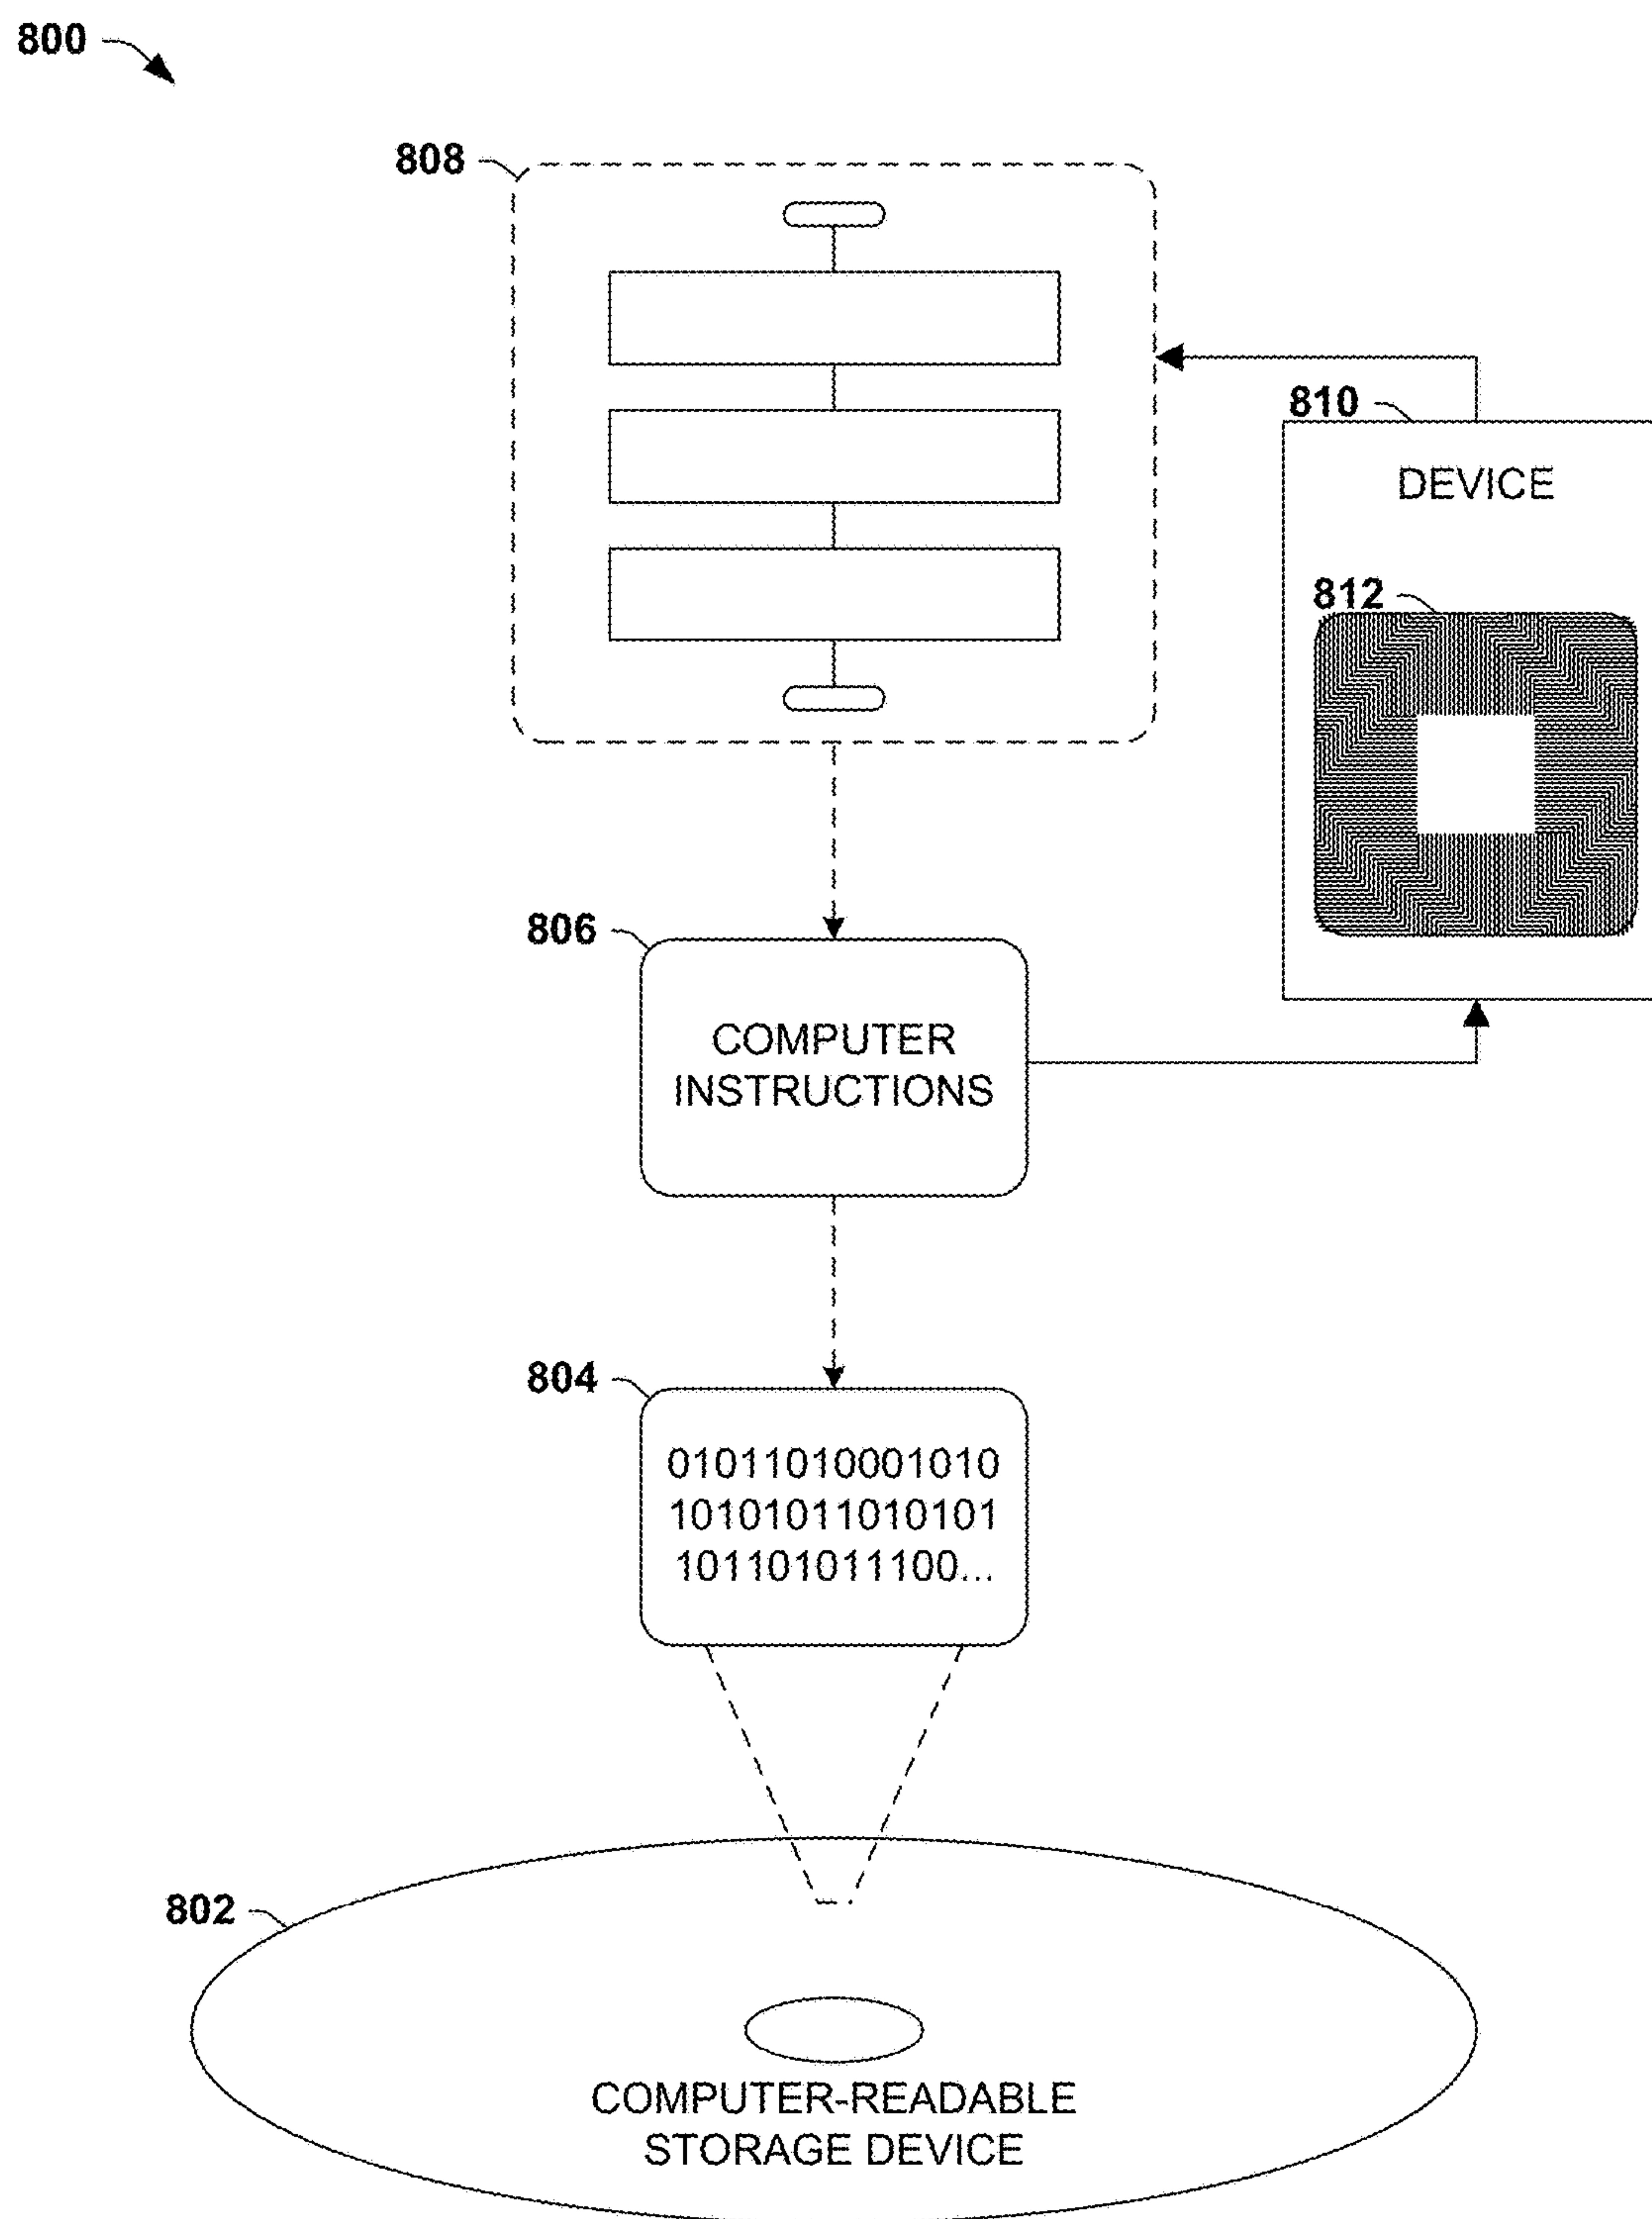 800
808
810
DEVICE
812
806
COMPUTER
INSTRUCTIONS
804
01011010001010
10101011010101
101101011100...
802
COMPUTER-READABLE
STORAGE DEVICE